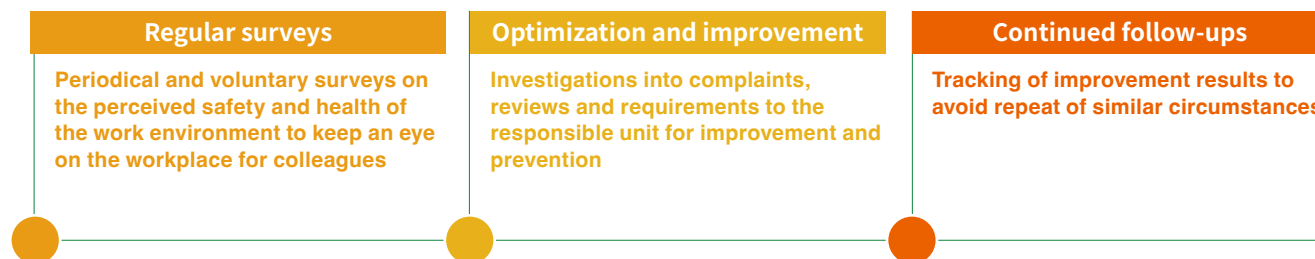 Regular surveys
Periodical and voluntary surveys on
the perceived safety and health of
the work environment to keep an eye
on the workplace for colleagues
Optimization and improvement
Investigations into complaints,
reviews and requirements to the
responsible unit for improvement and
prevention
Continued follow-ups
Tracking of improvement results to
avoid repeat of similar circumstances